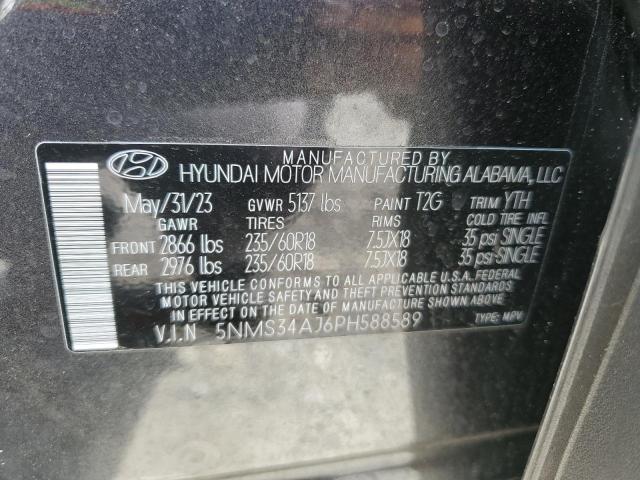 MANUFACTURED BY
HYUNDAI MOTOR MANUFACTURING ALABAMA, LLC
May/31/23 GVWR 5137 lbs PAINT T2G TRIM YTH
GAWR TIRES RIMS COLD TIRE INFL
FRONT 2866 lbs 235/60R18 7.5JX18 35 psi SINGLE
REAR 2976 lbs 235/60R18 7.5JX18 35 psi SINGLE
THIS VEHICLE CONFORMS TO ALL APPLICABLE U.S.A. FEDERAL
MOTOR VEHICLE SAFETY AND THEFT PREVENTION STANDARDS
IN EFFECT ON THE DATE OF MANUFACTURE SHOWN ABOVE
V.I.N 5NMS34AJ6PH588589 TYPE: MPV